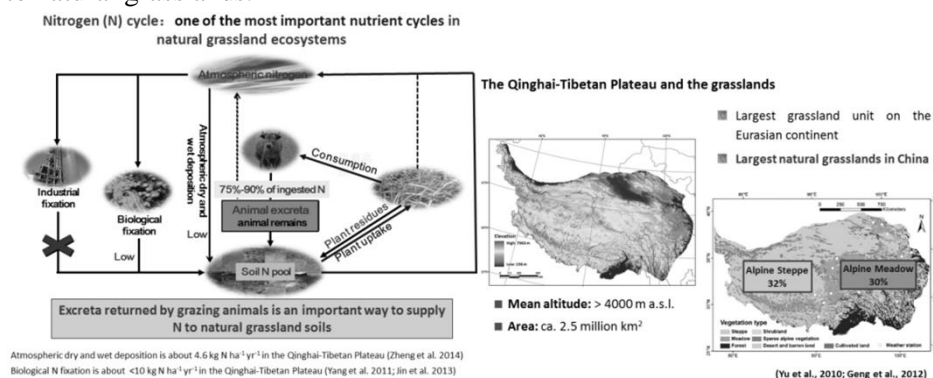 to natural grasslands.
Nitrogen (N) cycle: one of the most important nutrient cycles in
natural grassland ecosystems
Atmospheric nitrogen
Atmospheric dry and
wet deposition
Low
Industrial
fixation
Biological
fixation
Low
75%-90% of ingested N
Animal excreta
animal remains
Consumption
Plant residues
Plant uptake
Soil N pool
Excreta returned by grazing animals is an important way to supply
N to natural grassland soils
Atmospheric dry and wet deposition is about 4.6 kg N ha-1 yr-1 in the Qinghai-Tibetan Plateau (Zheng et al. 2014)
Biological N fixation is about <10 kg N ha-1 yr-1 in the Qinghai-Tibetan Plateau (Yang et al. 2011; Jin et al. 2013)
The Qinghai-Tibetan Plateau and the grasslands
Elevation
Mean altitude: > 4000 m a.s.l.
Area: ca. 2.5 million km2
Largest grassland unit on the
Eurasian continent
Largest natural grasslands in China
Kilometers
N
Alpine Steppe
32%
Alpine Meadow
30%
Vegetation type
Steppe
Shrubland
Meadow
Sparse alpine vegetation
Forest
Desert and barren land
Cultivated land
Weather station
(Yu et al., 2010; Geng et al., 2012)